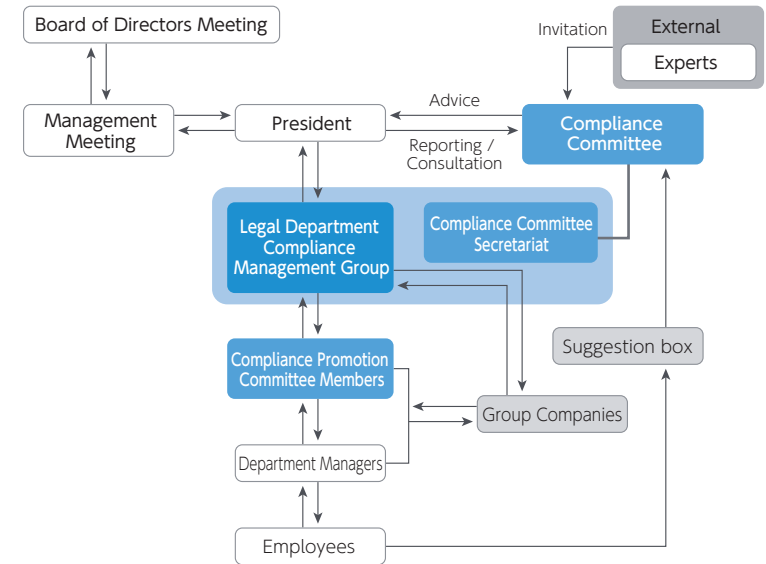 Board of Directors Meeting
Invitation
External
Experts
Management
Meeting
President
Advice
Reporting /
Consultation
Compliance
Committee
Legal Department
Compliance
Management Group
Compliance Committee
Secretariat
Compliance Promotion
Committee Members
Suggestion box
Group Companies
Department Managers
Employees